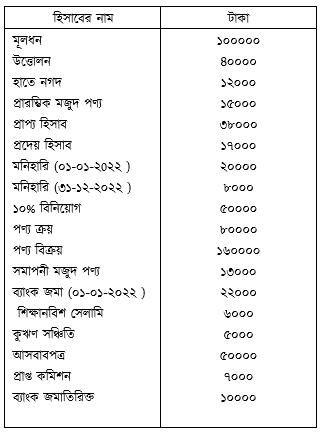 হিসাবের নাম টাকা
মূলধন ১০০০০০
উত্তোলন ৪০০০০
হাতে নগদ ১২০০০
প্রারম্ভিক মজুদ পণ্য ১৫০০০
প্রাপ্য হিসাব ৩৮০০০
প্রদেয় হিসাব ১৭০০০
মনিহারি (০১-০১-২০২২ ) ২০০০০
মনিহারি (৩১-১২-২০২২ ) ৮০০০
১০% বিনিয়োগ ৫০০০০
পণ্য ক্রয় ৮০০০০
পণ্য বিক্রয় ১৬০০০০
সমাপনী মজুদ পণ্য ১৩০০০
ব্যাংক জমা (০১-০১-২০২২ ) ২২০০০
শিক্ষানবিশ সেলামি ৬০০০
কুঋণ সঞ্চিতি ৫০০০
আসবাবপত্র ৫০০০০
প্রাপ্ত কমিশন ৭০০০
ব্যাংক জমাতিরিক্ত ১০০০০